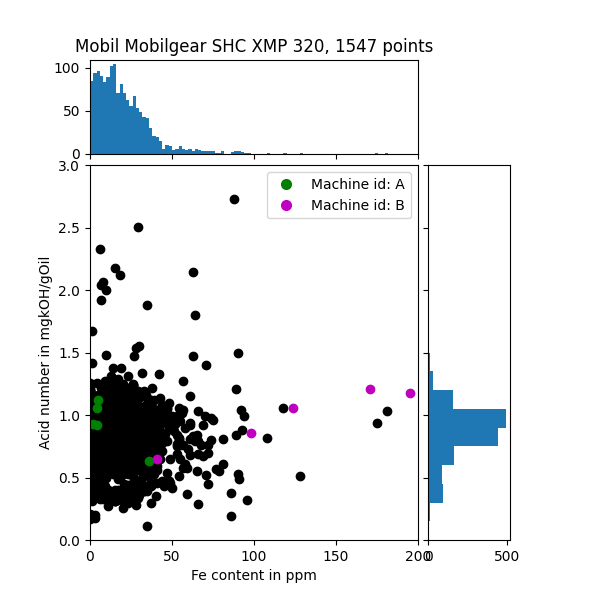 Mobil Mobilgear SHC XMP 320, 1547 points
100
50
0
3.0
2.5
2.0
1.5
1.0
0.5
0.0
Acid number in mgkOH/gOil
Machine id: A
Machine id: B
0 50 100 150 200
0 500
Fe content in ppm